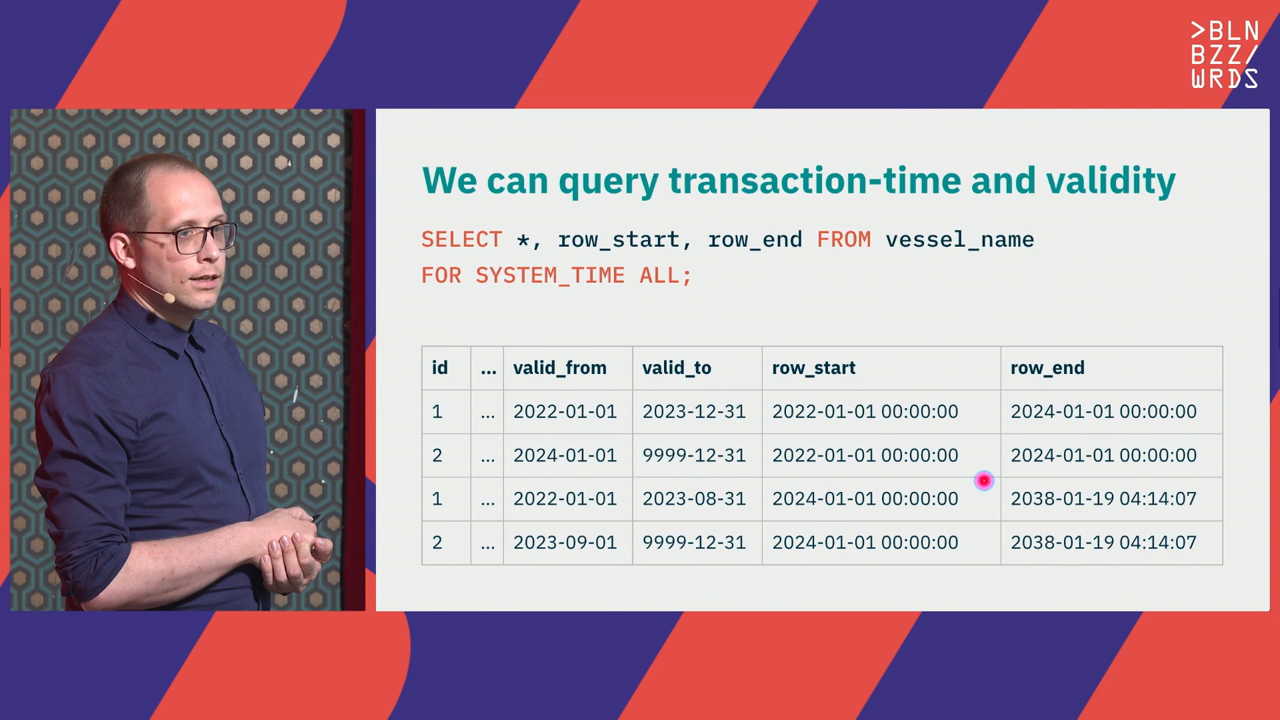 >BLN
BZZ/
WRDS
We can query transaction-time and validity
SELECT *, row_start, row_end FROM vessel_name
FOR SYSTEM_TIME ALL;
id ... valid_from valid_to row_start row_end
1 ... 2022-01-01 2023-12-31 2022-01-01 00:00:00 2024-01-01 00:00:00
2 ... 2024-01-01 9999-12-31 2022-01-01 00:00:00 2024-01-01 00:00:00
1 ... 2022-01-01 2023-08-31 2024-01-01 00:00:00 2038-01-19 04:14:07
2 ... 2023-09-01 9999-12-31 2024-01-01 00:00:00 2038-01-19 04:14:07